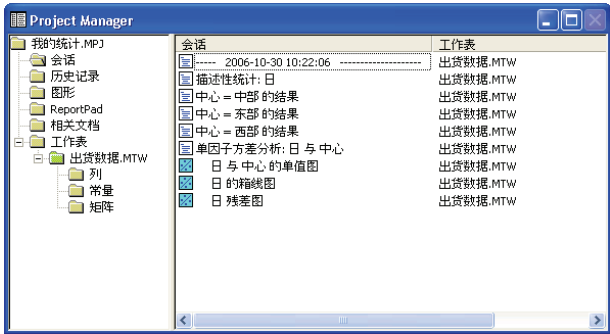 Project Manager
我的统计.MPJ
会话
历史记录
图形
ReportPad
相关文档
工作表
出货数据.MTW
列
常量
矩阵
会话 工作表
----- 2006-10-30 10:22:06 -------------------- 出货数据.MTW
描述性统计: 日 出货数据.MTW
中心 = 中部 的结果 出货数据.MTW
中心 = 东部 的结果 出货数据.MTW
中心 = 西部 的结果 出货数据.MTW
单因子方差分析: 日 与 中心 出货数据.MTW
日 与 中心 的单值图 出货数据.MTW
日 的箱线图 出货数据.MTW
日 残差图 出货数据.MTW